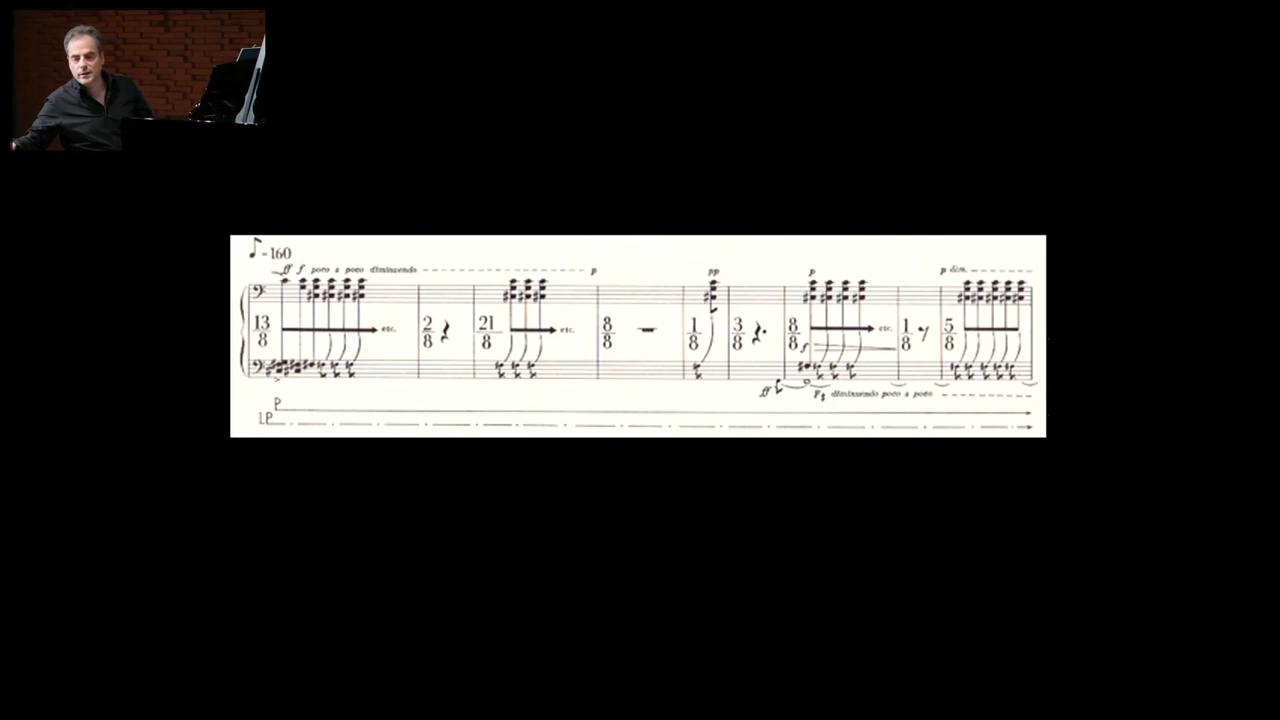 ♪=160
ff f poco a poco diminuendo p pp p p dim.
13 2 21 8 1 3 8 1 5
8 8 8 8 8 8 8 8 8
etc. etc. etc.
f
ff F# diminuendo poco a poco
P
1P